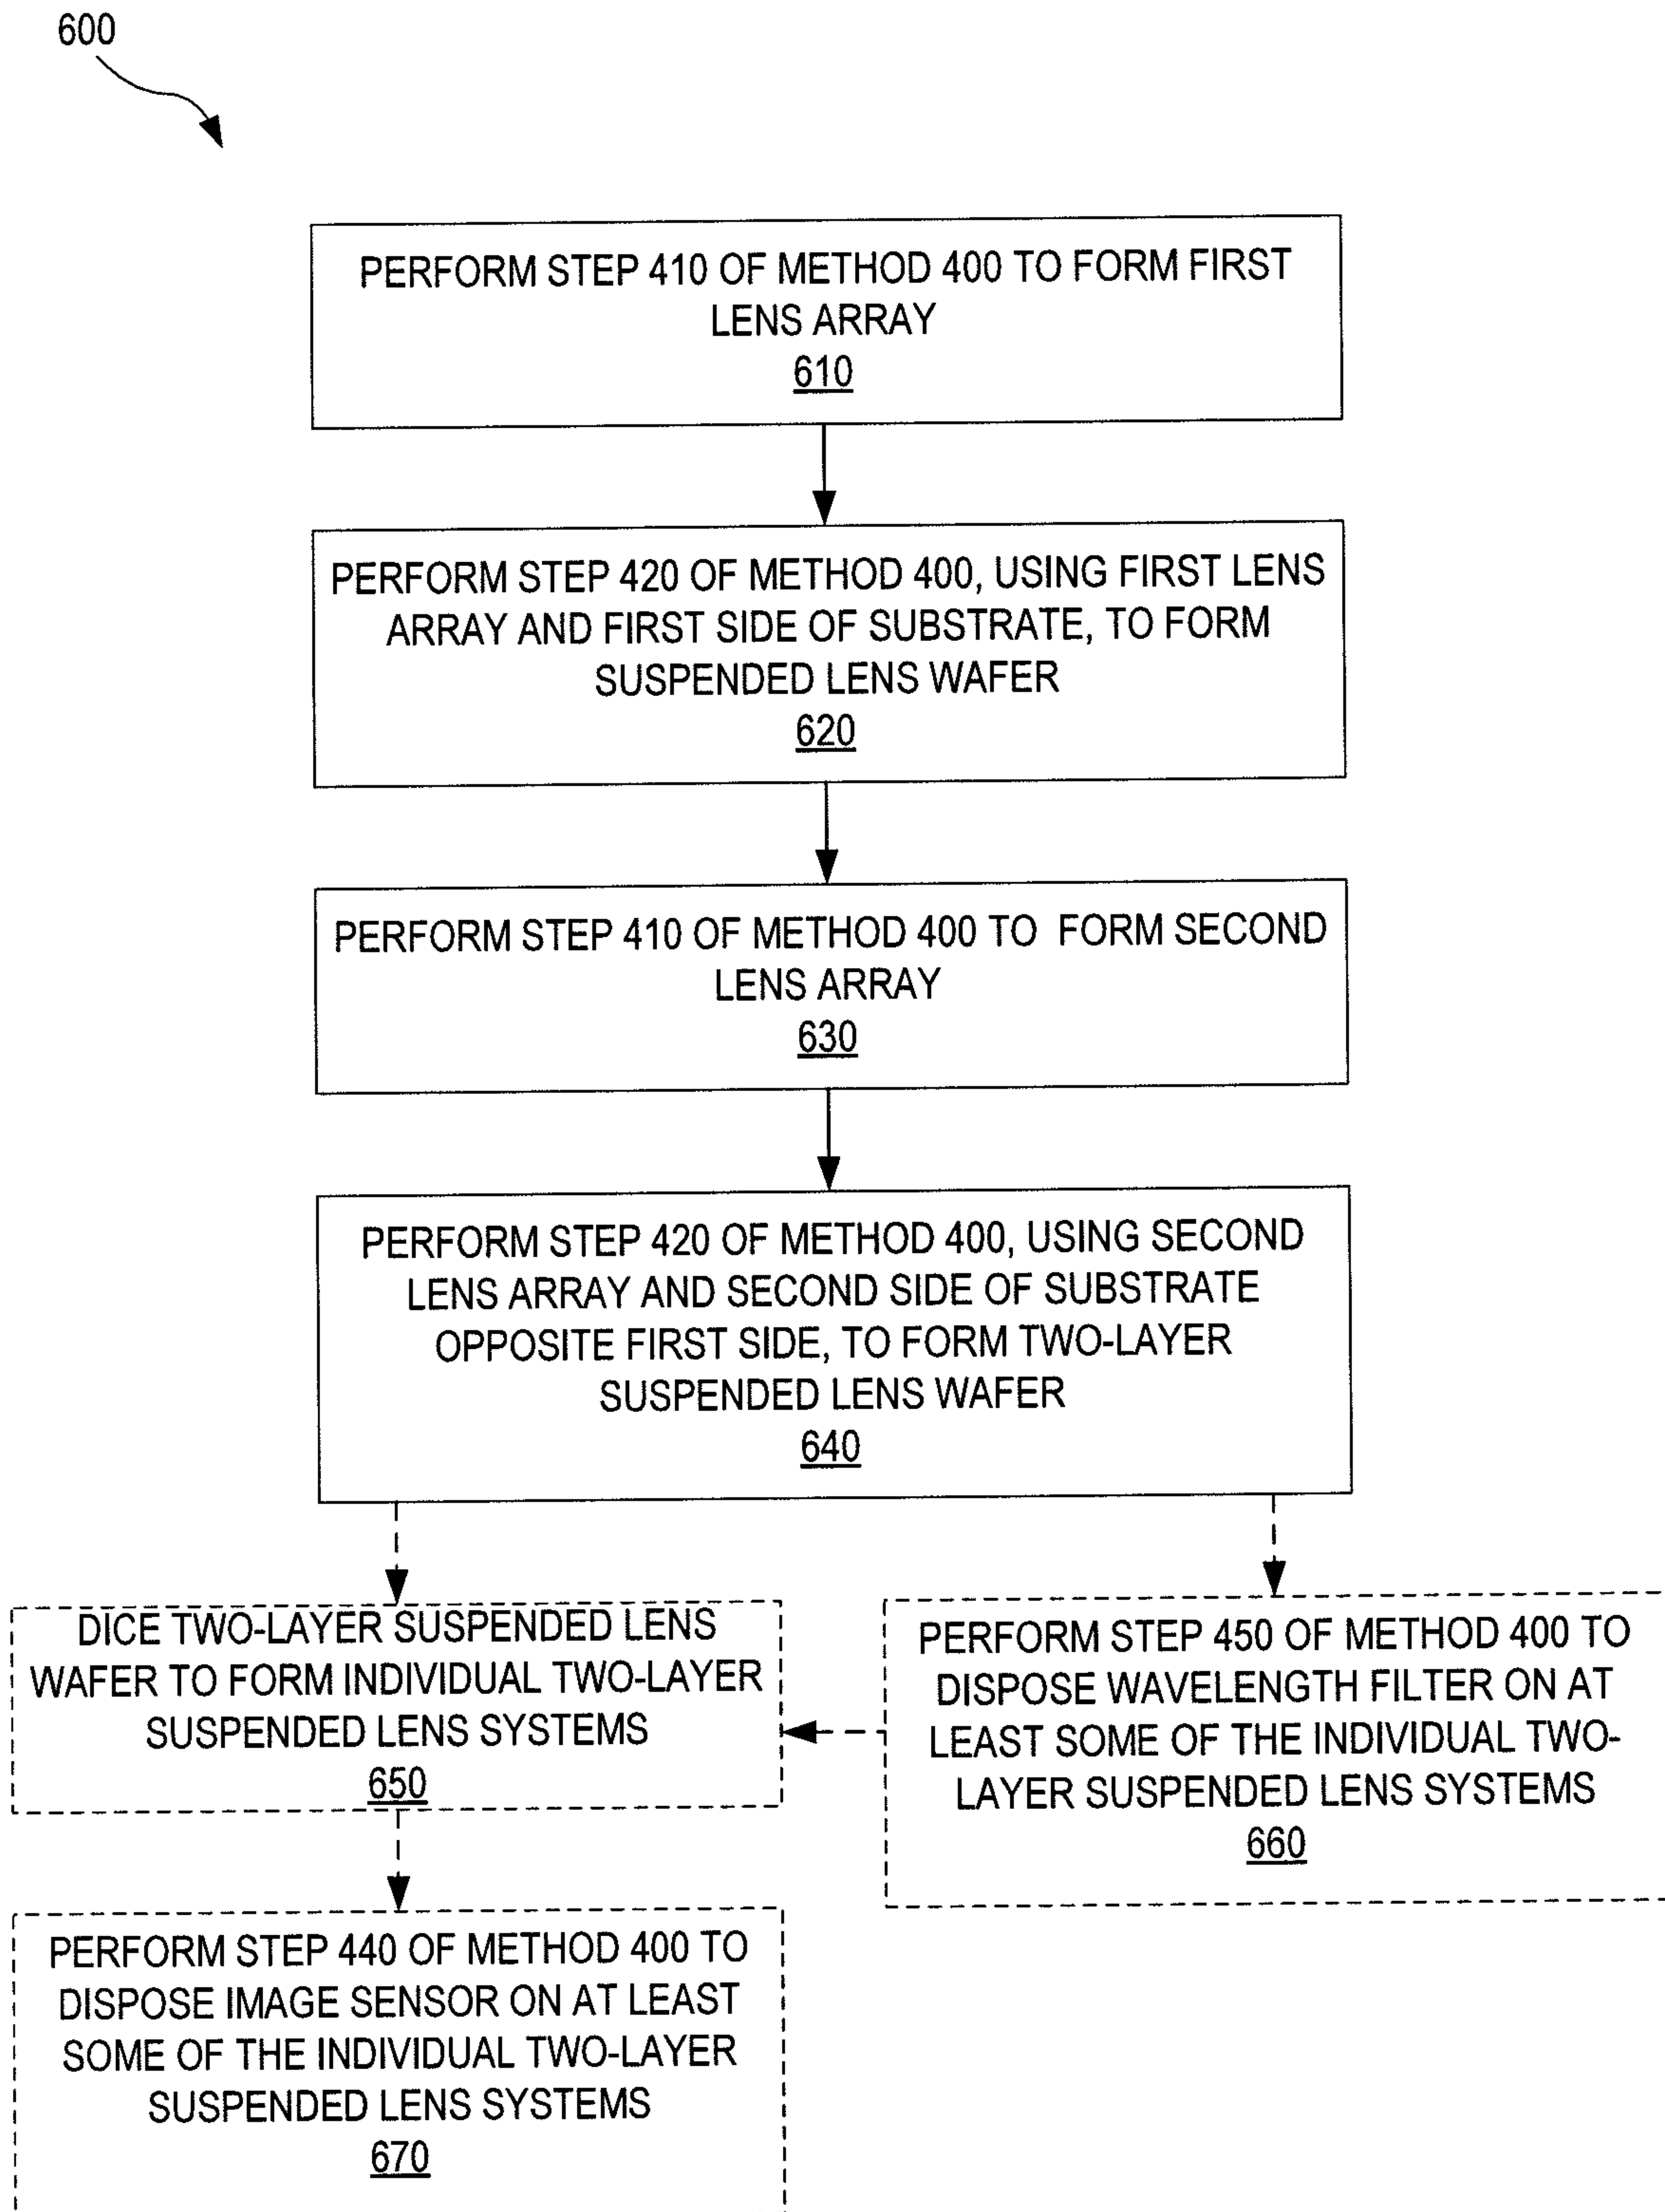 600
PERFORM STEP 410 OF METHOD 400 TO FORM FIRST
LENS ARRAY
610
PERFORM STEP 420 OF METHOD 400, USING FIRST LENS
ARRAY AND FIRST SIDE OF SUBSTRATE, TO FORM
SUSPENDED LENS WAFER
620
PERFORM STEP 410 OF METHOD 400 TO FORM SECOND
LENS ARRAY
630
PERFORM STEP 420 OF METHOD 400, USING SECOND
LENS ARRAY AND SECOND SIDE OF SUBSTRATE
OPPOSITE FIRST SIDE, TO FORM TWO-LAYER
SUSPENDED LENS WAFER
640
DICE TWO-LAYER SUSPENDED LENS
WAFER TO FORM INDIVIDUAL TWO-LAYER
SUSPENDED LENS SYSTEMS
650
PERFORM STEP 450 OF METHOD 400 TO
DISPOSE WAVELENGTH FILTER ON AT
LEAST SOME OF THE INDIVIDUAL TWO-
LAYER SUSPENDED LENS SYSTEMS
660
PERFORM STEP 440 OF METHOD 400 TO
DISPOSE IMAGE SENSOR ON AT LEAST
SOME OF THE INDIVIDUAL TWO-LAYER
SUSPENDED LENS SYSTEMS
670